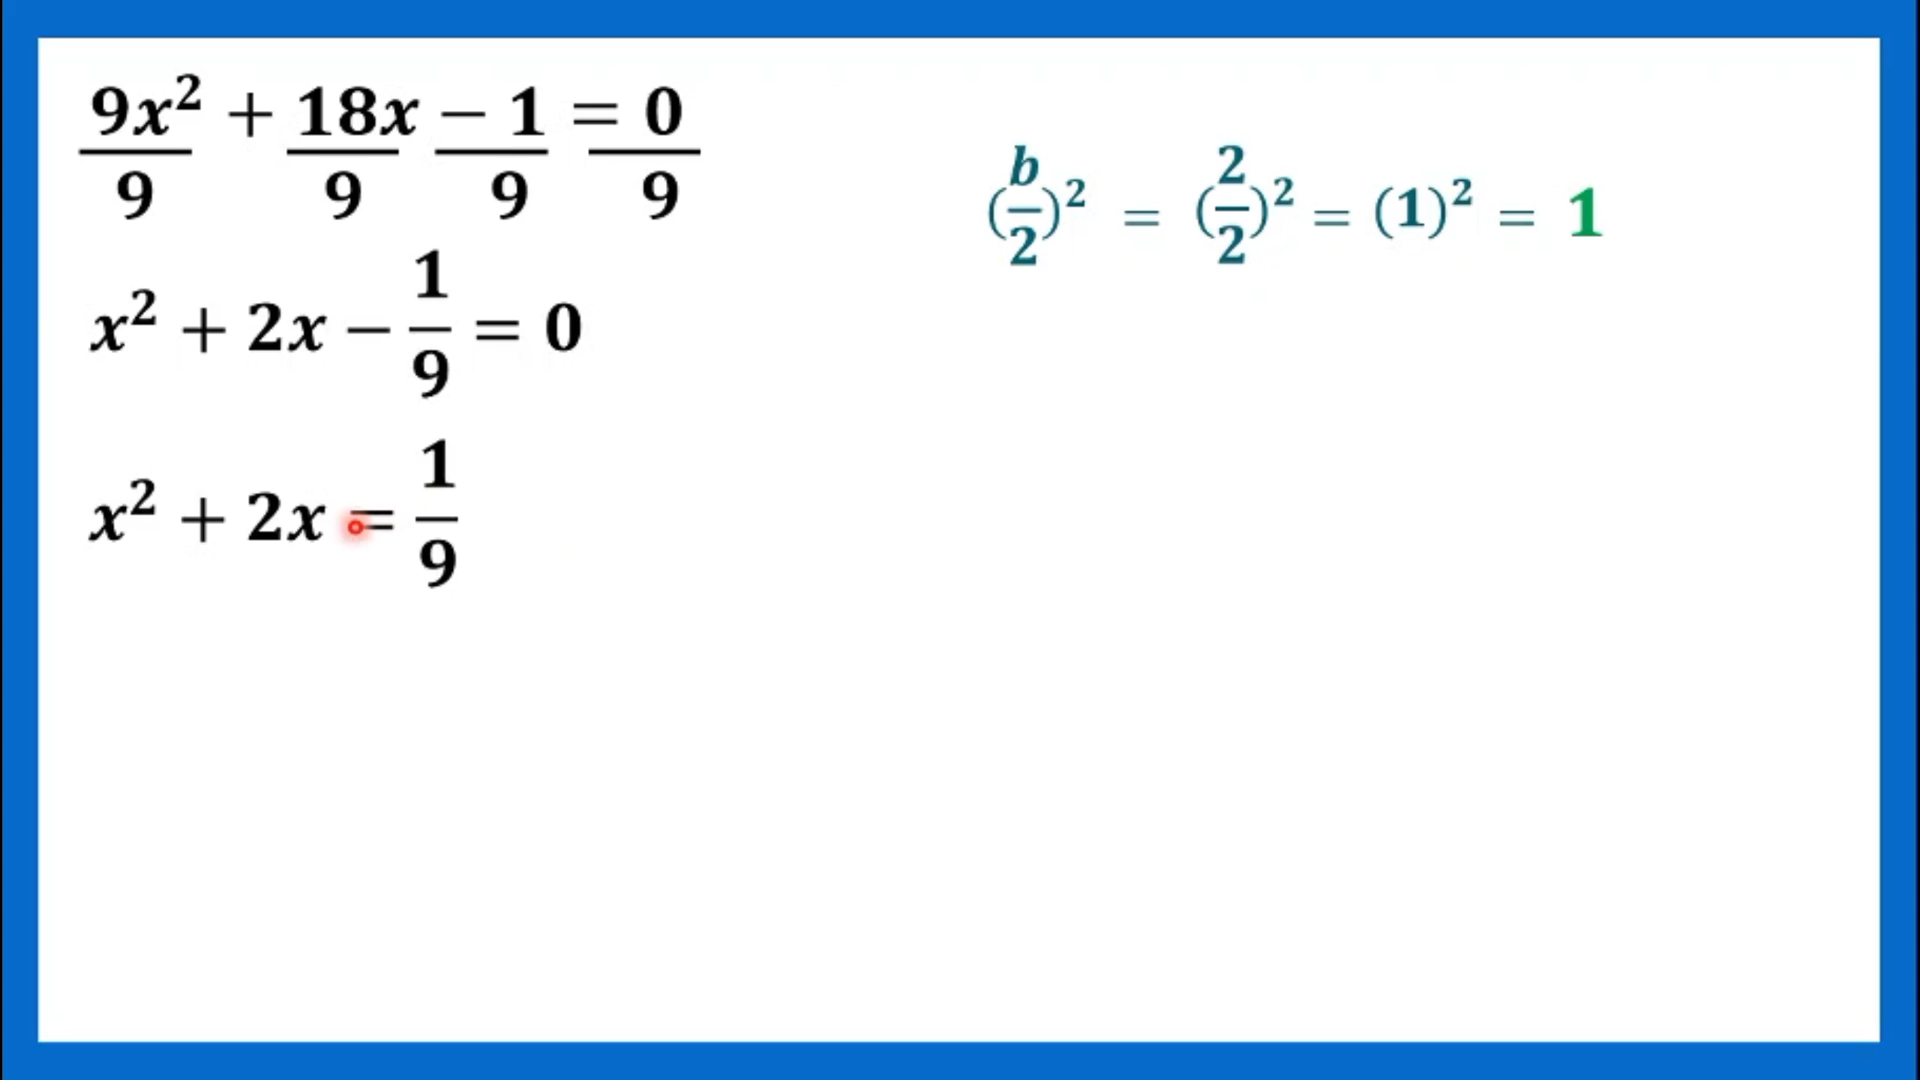 9x² + 18x − 1 = 0
9 9 9 9
(b/2)² = (2/2)² = (1)² = 1
x² + 2x − 1/9 = 0
x² + 2x = 1/9